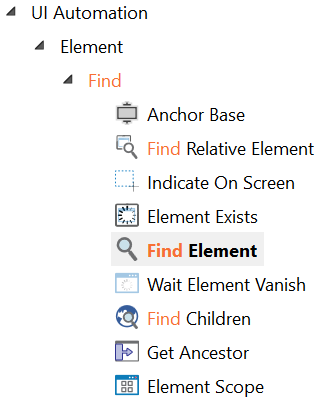 UI Automation
Element
Find
Anchor Base
Find Relative Element
Indicate On Screen
Element Exists
Find Element
Wait Element Vanish
Find Children
Get Ancestor
Element Scope